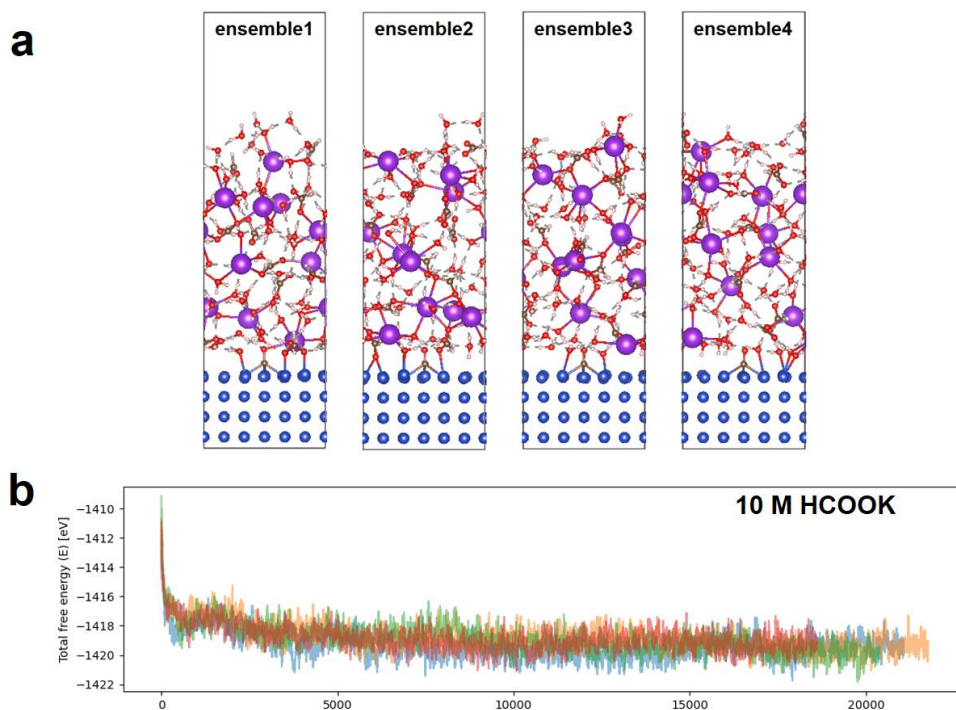 a
ensemble1 ensemble2 ensemble3 ensemble4
b
10 M HCOOK
Total free energy (E) [eV]
−1410
−1412
−1414
−1416
−1418
−1420
−1422
0 5000 10000 15000 20000